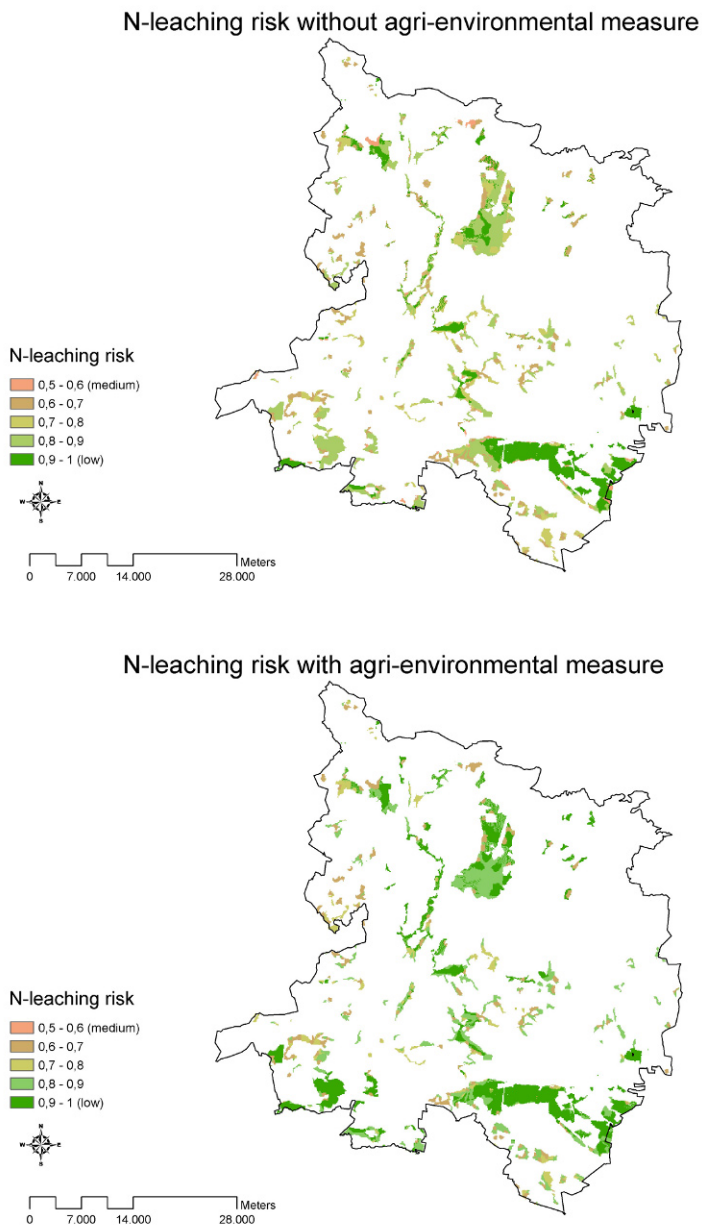 N-leaching risk without agri-environmental measure
N-leaching risk
0,5 - 0,6 (medium)
0,6 - 0,7
0,7 - 0,8
0,8 - 0,9
0,9 - 1 (low)
N
W E
S
Meters
0 7.000 14.000 28.000
N-leaching risk with agri-environmental measure
N-leaching risk
0,5 - 0,6 (medium)
0,6 - 0,7
0,7 - 0,8
0,8 - 0,9
0,9 - 1 (low)
N
W E
S
Meters
0 7.000 14.000 28.000